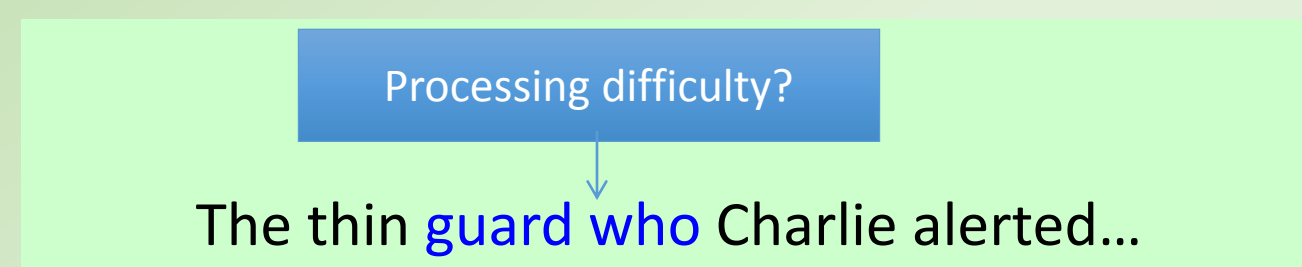 Processing difficulty?
The thin guard who Charlie alerted…